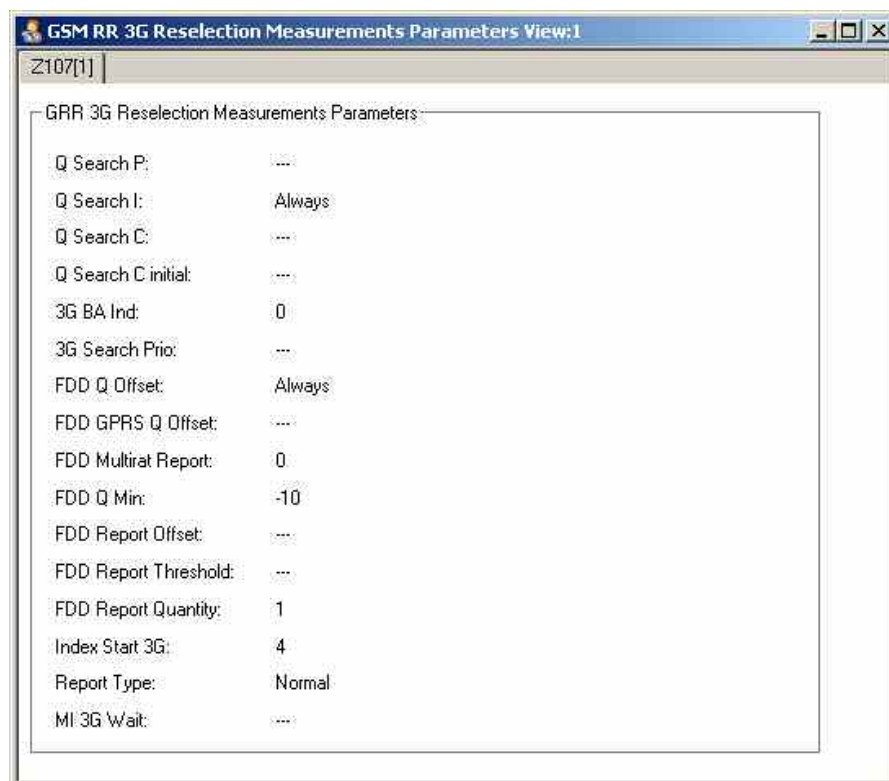 GSM RR 3G Reselection Measurements Parameters View:1
Z107[1]
GRR 3G Reselection Measurements Parameters
Q Search P: ---
Q Search I: Always
Q Search C: ---
Q Search C initial: ---
3G BA Ind: 0
3G Search Prio: ---
FDD Q Offset: Always
FDD GPRS Q Offset: ---
FDD Multirat Report: 0
FDD Q Min: -10
FDD Report Offset: ---
FDD Report Threshold: ---
FDD Report Quantity: 1
Index Start 3G: 4
Report Type: Normal
MI 3G Wait: ---